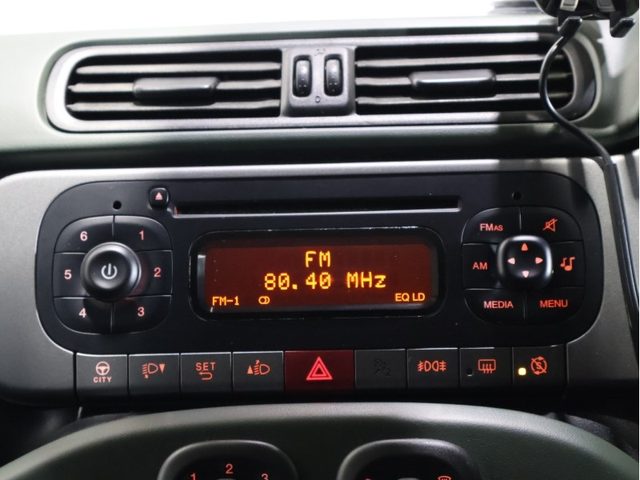 6 1
5 2
4 3
FM
80.40 MHz
FM-1 EQ LD
FMAS
AM
MEDIA MENU
CITY
SET
1 2 3